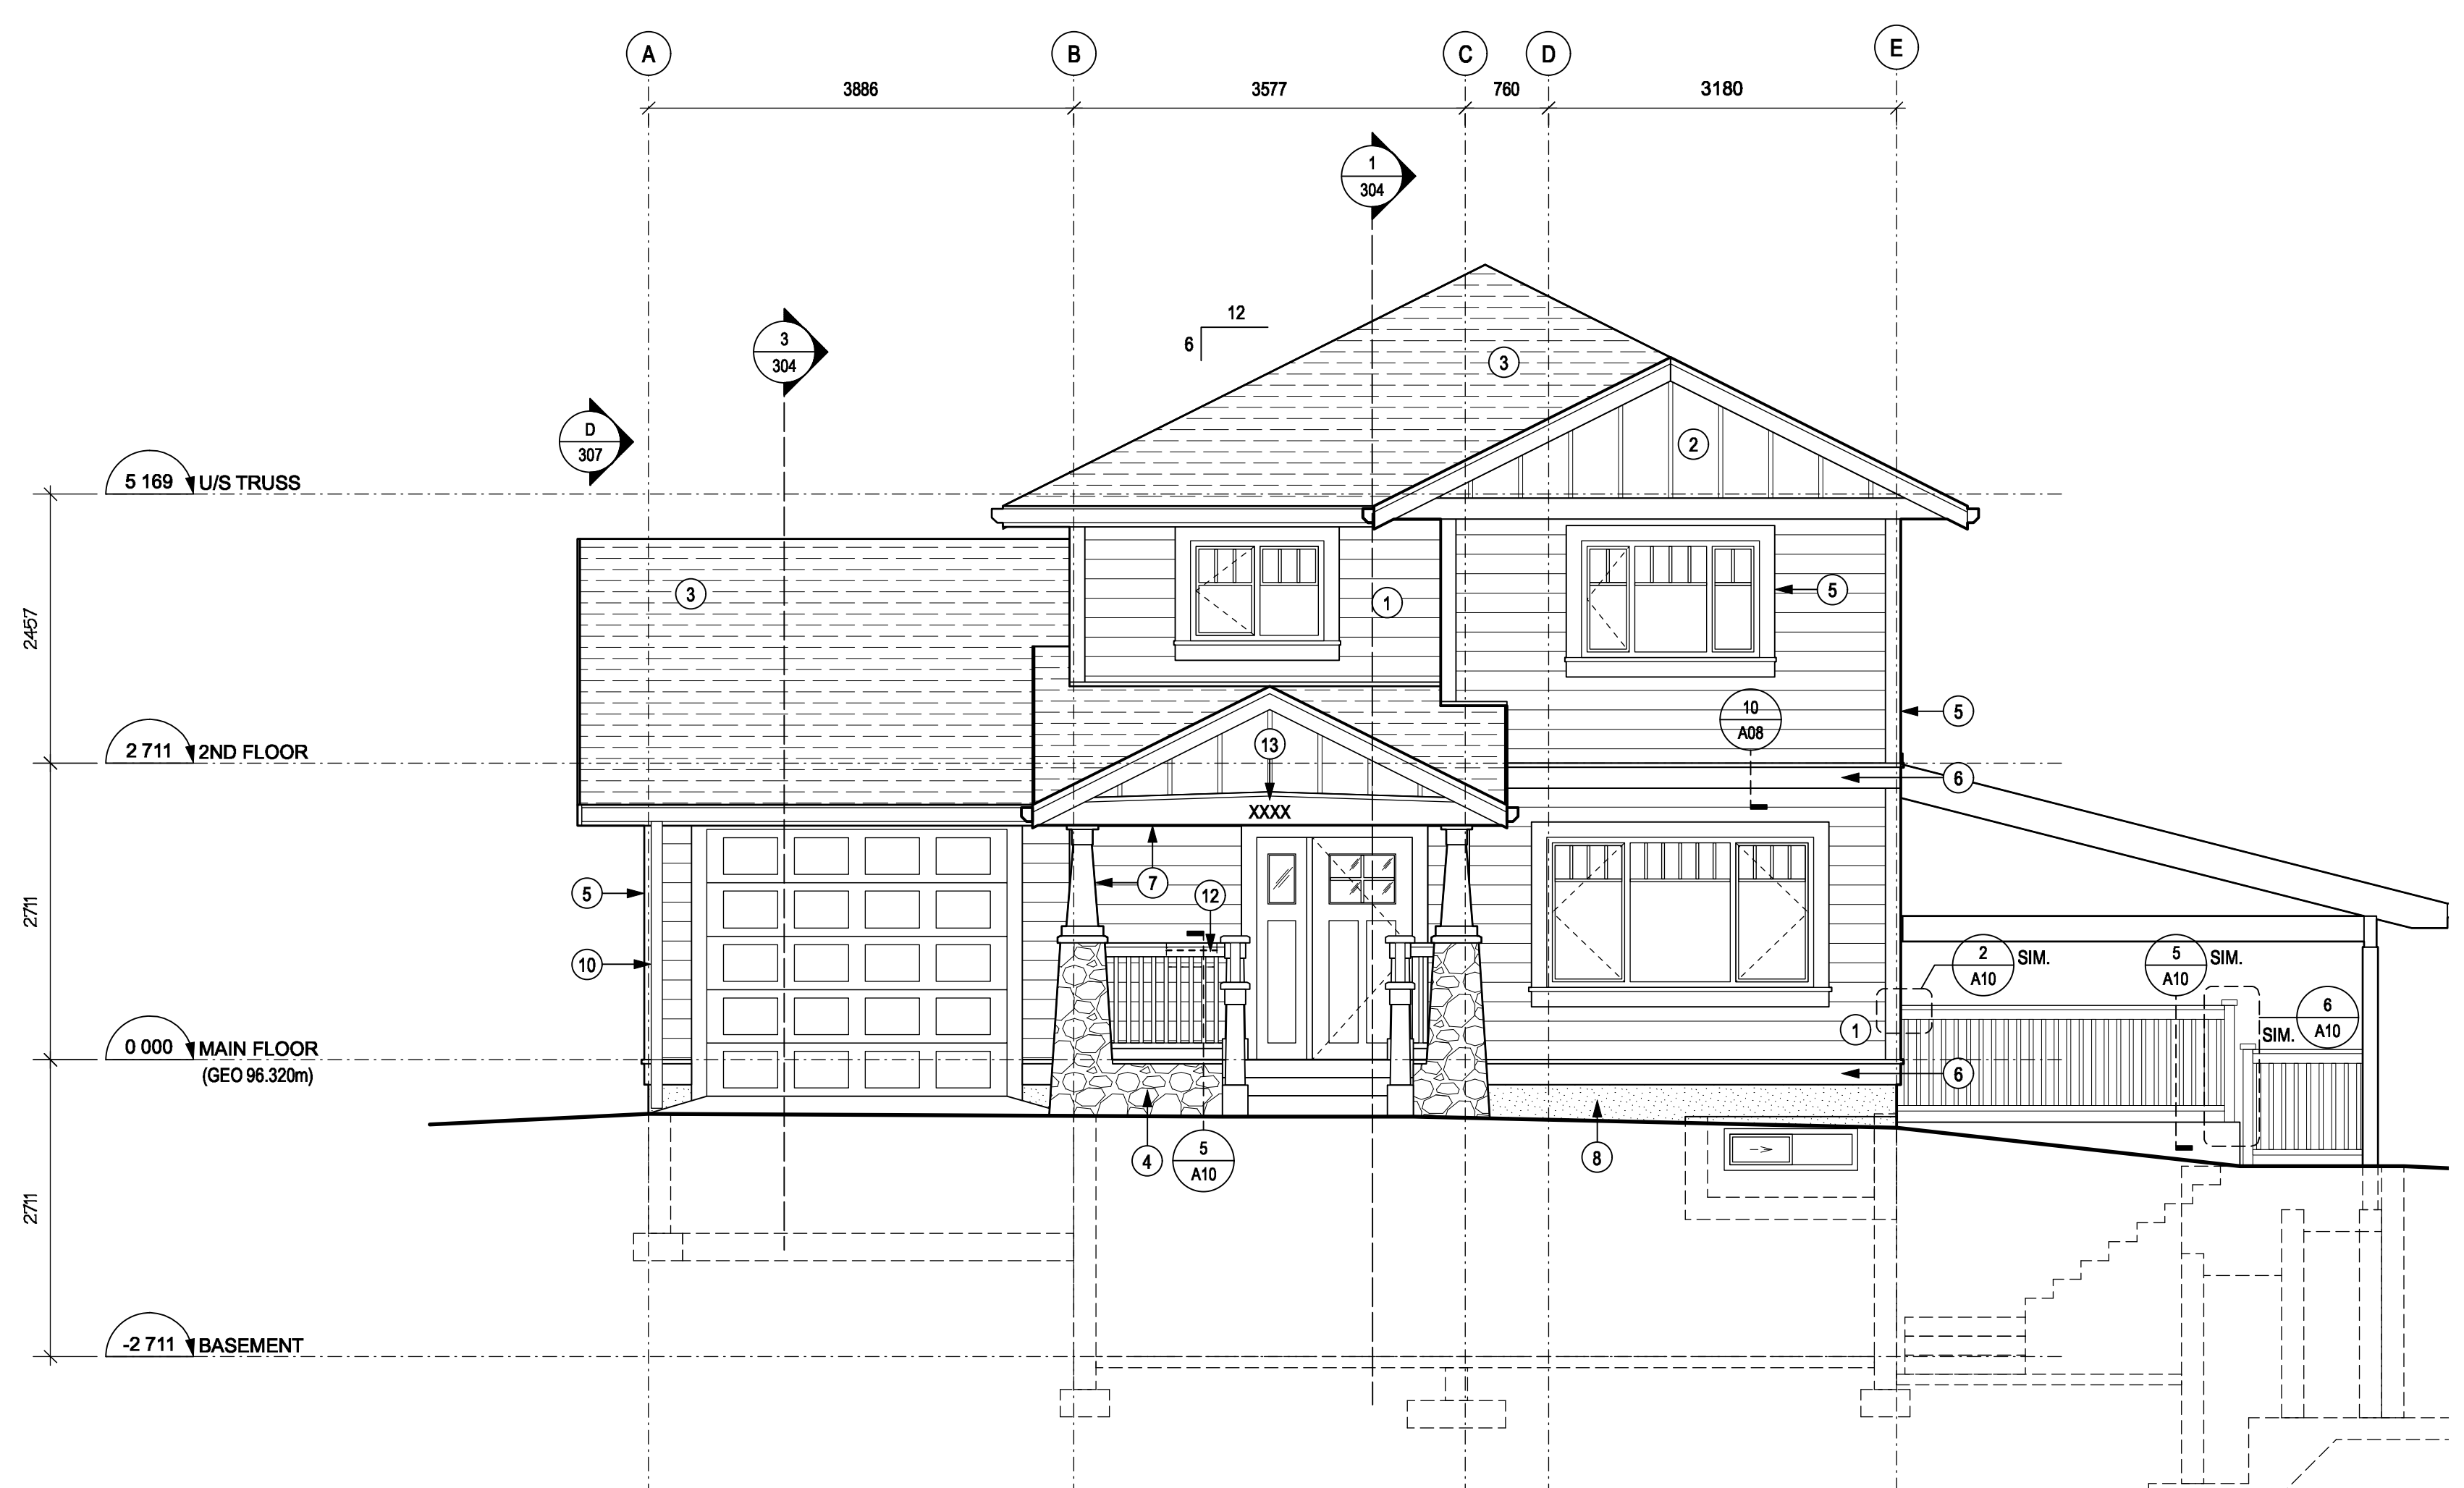 A
B
C
D
E
3886
3577
760
3180
1
304
12
6
3
304
3
D
307
2
5 169 U/S TRUSS
3
1
5
2457
10
A08
5
13
2 711 2ND FLOOR
6
XXXX
7
12
5
2711
10
2
A10
SIM.
5
A10
SIM.
6
A10
SIM.
1
0 000 MAIN FLOOR
(GEO 96.320m)
6
4
5
A10
8
2711
-2 711 BASEMENT